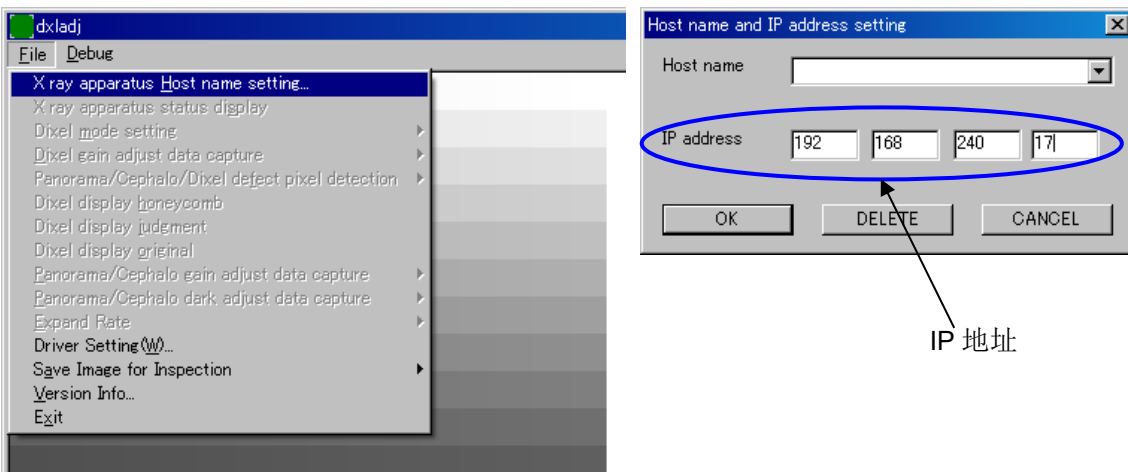 dxladj
File Debug
X ray apparatus Host name setting...
X ray apparatus status display
Dixel mode setting
Dixel gain adjust data capture
Panorama/Cephalo/Dixel defect pixel detection
Dixel display honeycomb
Dixel display judgment
Dixel display original
Panorama/Cephalo gain adjust data capture
Panorama/Cephalo dark adjust data capture
Expand Rate
Driver Setting(W)...
Save Image for Inspection
Version Info...
Exit
Host name and IP address setting
Host name
IP address 192 168 240 17
OK DELETE CANCEL
IP 地址